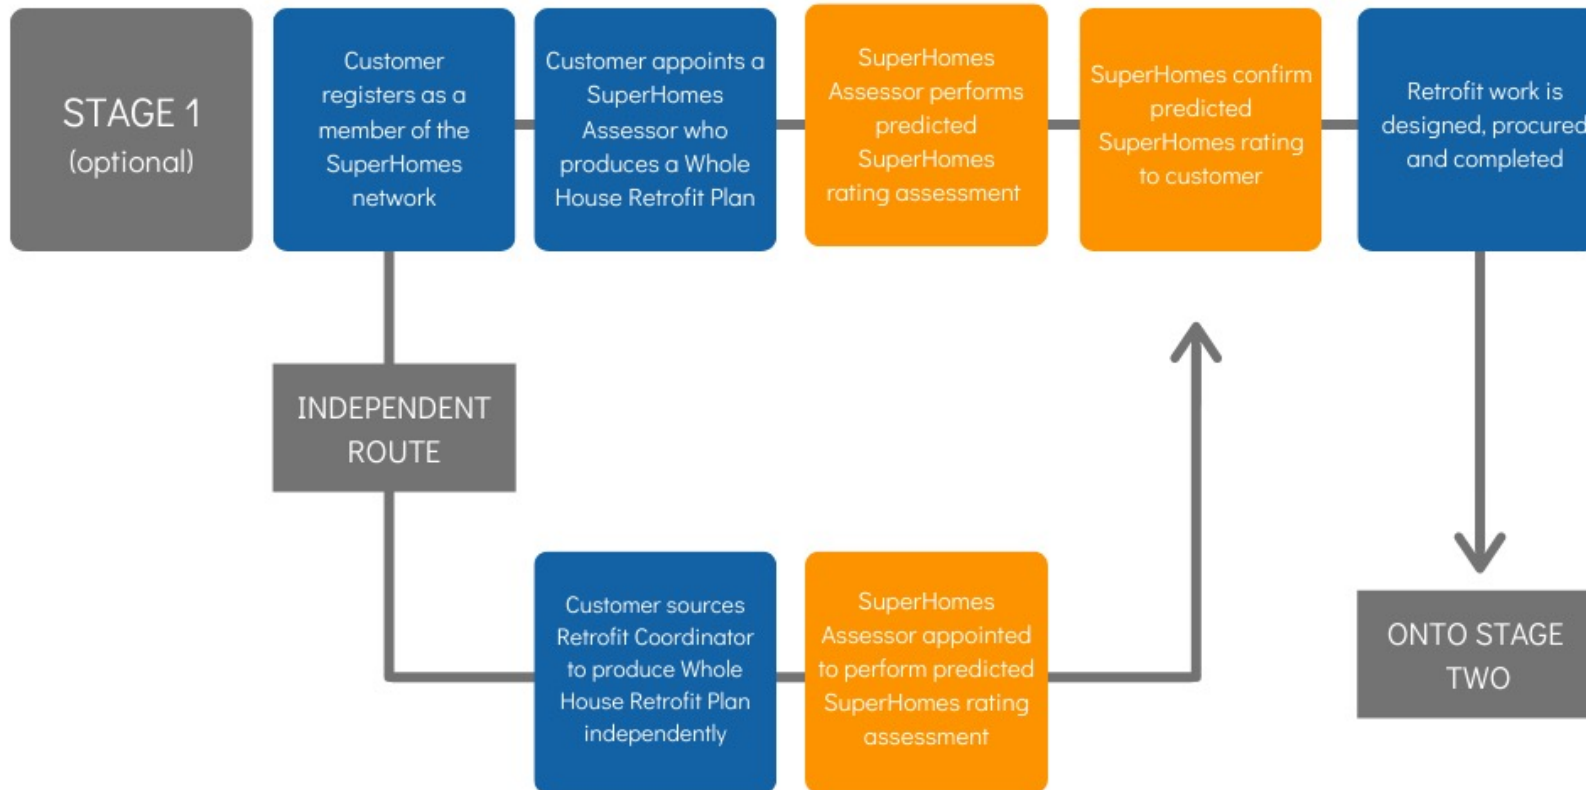 STAGE 1
(optional)
Customer
registers as a
member of the
SuperHomes
network
Customer appoints a
SuperHomes
Assessor who
produces a Whole
House Retrofit Plan
SuperHomes
Assessor performs
predicted
SuperHomes
rating assessment
SuperHomes confirm
predicted
SuperHomes rating
to customer
Retrofit work is
designed, procured
and completed
INDEPENDENT
ROUTE
Customer sources
Retrofit Coordinator
to produce Whole
House Retrofit Plan
independently
SuperHomes
Assessor appointed
to perform predicted
SuperHomes rating
assessment
ONTO STAGE
TWO